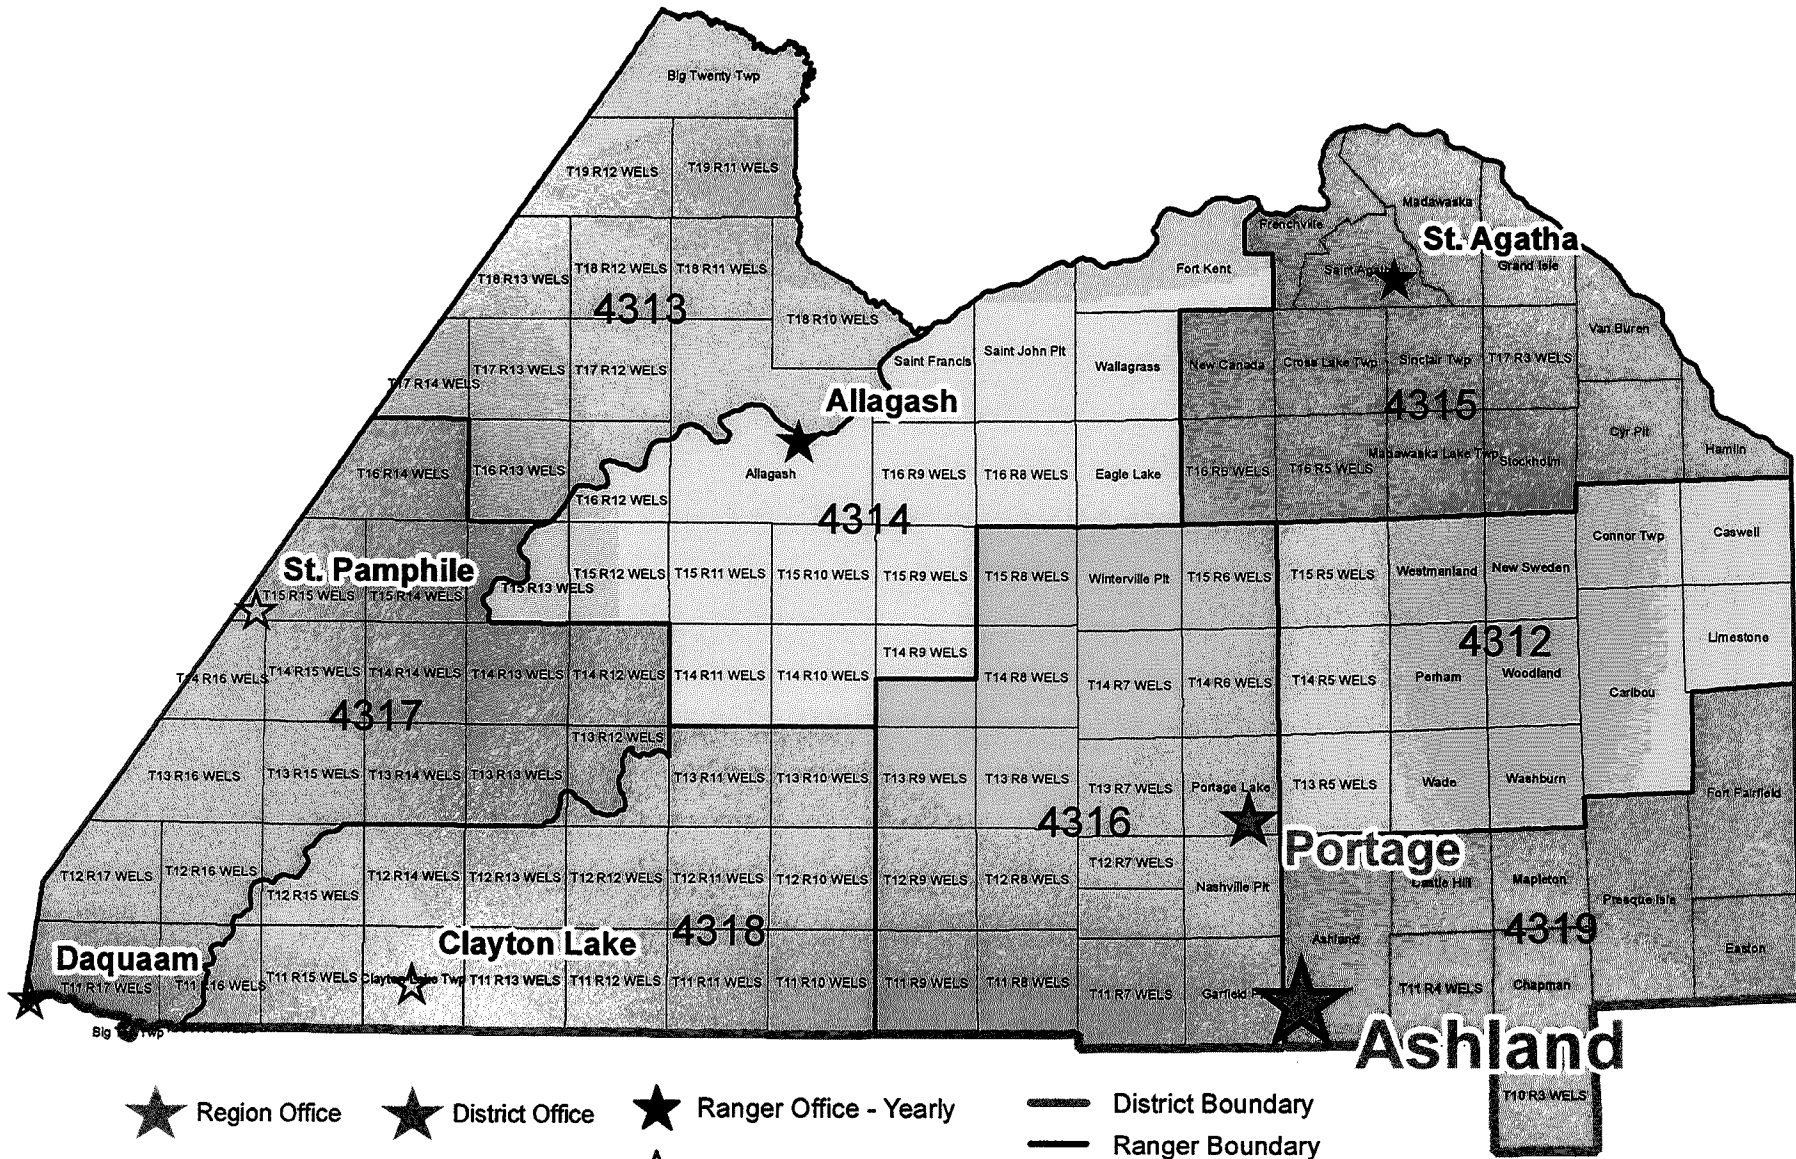 Big Twenty Twp
T19 R12 WELS
T19 R11 WELS
T18 R13 WELS
T18 R12 WELS
T18 R11 WELS
4313
T18 R10 WELS
T17 R14 WELS
T17 R13 WELS
T17 R12 WELS
Saint Francis
Saint John Plt
Wallagrass
Fort Kent
Frenchville
Madawaska
St. Agatha
Grand Isle
New Canada
Cross Lake Twp
Sinclair Twp
T17 R3 WELS
4315
Van Buren
Cyr Plt
Hamlin
Allagash
T16 R14 WELS
T16 R13 WELS
T16 R12 WELS
Allagash
T16 R9 WELS
T16 R8 WELS
Eagle Lake
T16 R6 WELS
T16 R5 WELS
Madawaska Lake Twp
Stockholm
4314
Connor Twp
Caswell
St. Pamphile
T15 R15 WELS
T15 R14 WELS
T15 R13 WELS
T15 R12 WELS
T15 R11 WELS
T15 R10 WELS
T15 R9 WELS
T15 R8 WELS
Winterville Plt
T15 R6 WELS
T15 R5 WELS
Westmanland
New Sweden
4312
Limestone
T14 R16 WELS
T14 R15 WELS
T14 R14 WELS
T14 R13 WELS
T14 R12 WELS
T14 R11 WELS
T14 R10 WELS
T14 R9 WELS
T14 R8 WELS
T14 R7 WELS
T14 R6 WELS
T14 R5 WELS
Perham
Woodland
Caribou
4317
T13 R16 WELS
T13 R15 WELS
T13 R14 WELS
T13 R13 WELS
T13 R12 WELS
T13 R11 WELS
T13 R10 WELS
T13 R9 WELS
T13 R8 WELS
T13 R7 WELS
Portage Lake
T13 R5 WELS
Wade
Washburn
Fort Fairfield
4316
Portage
T12 R17 WELS
T12 R16 WELS
T12 R15 WELS
T12 R14 WELS
T12 R13 WELS
T12 R12 WELS
T12 R11 WELS
T12 R10 WELS
T12 R9 WELS
T12 R8 WELS
T12 R7 WELS
Nashville Plt
Castle Hill
Mapleton
Presque Isle
4318
4319
Ashland
Easton
Daquaam
Clayton Lake
T11 R17 WELS
T11 R16 WELS
T11 R15 WELS
T11 R13 WELS
T11 R12 WELS
T11 R11 WELS
T11 R10 WELS
T11 R9 WELS
T11 R8 WELS
T11 R7 WELS
Garfield
T11 R4 WELS
Chapman
Ashland
T10 R3 WELS
Region Office
District Office
Ranger Office - Yearly
District Boundary
Ranger Boundary